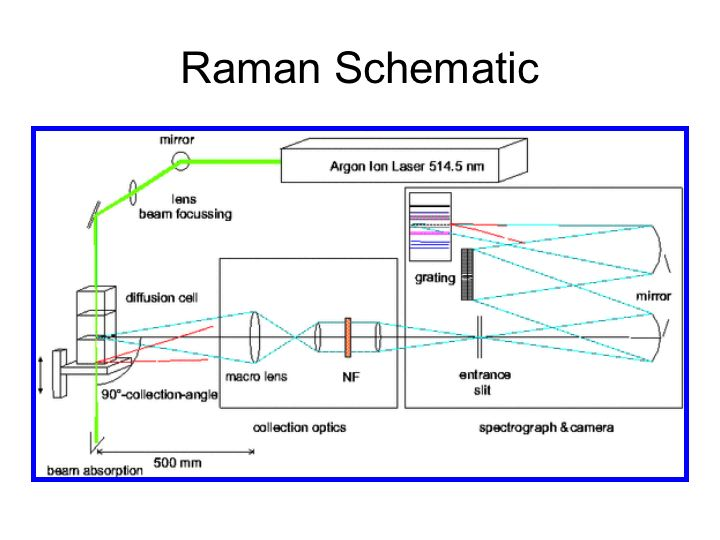 Raman Schematic
mirror
Argon Ion Laser 514.5 nm
lens
beam focussing
grating
diffusion cell
mirror
macro lens
NF
entrance
slit
90°-collection-angle
collection optics
spectrograph & camera
500 mm
beam absorption